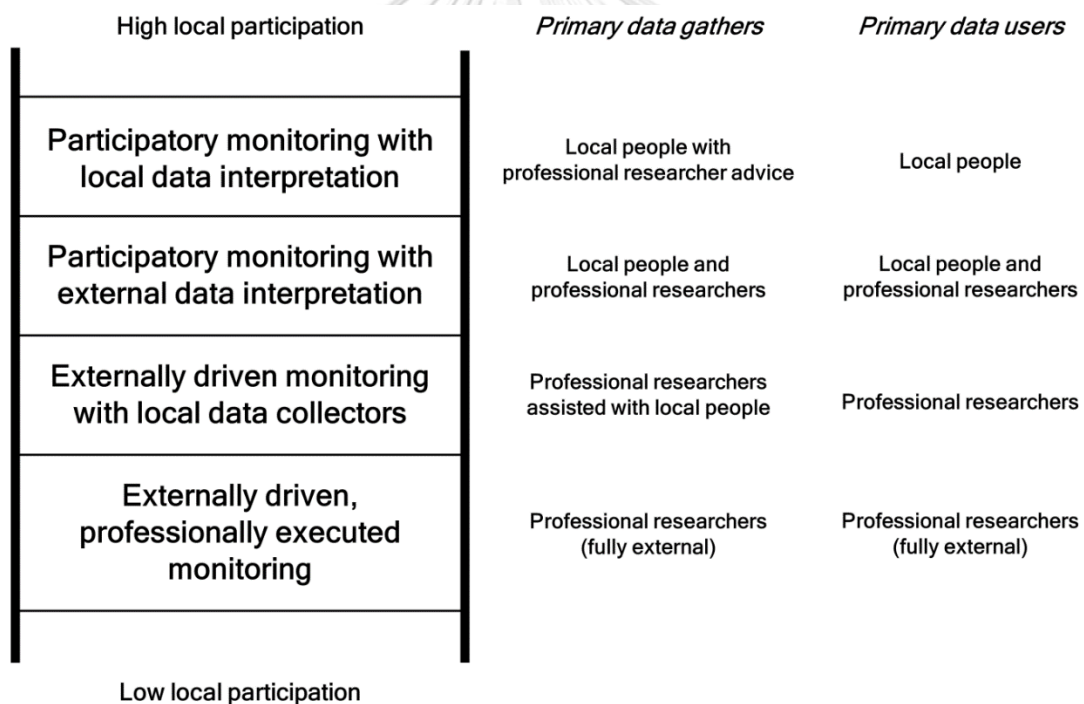 High local participation
Primary data gathers
Primary data users
Participatory monitoring with
local data interpretation
Local people with
professional researcher advice
Local people
Participatory monitoring with
external data interpretation
Local people and
professional researchers
Local people and
professional researchers
Externally driven monitoring
with local data collectors
Professional researchers
assisted with local people
Professional researchers
Externally driven,
professionally executed
monitoring
Professional researchers
(fully external)
Professional researchers
(fully external)
Low local participation